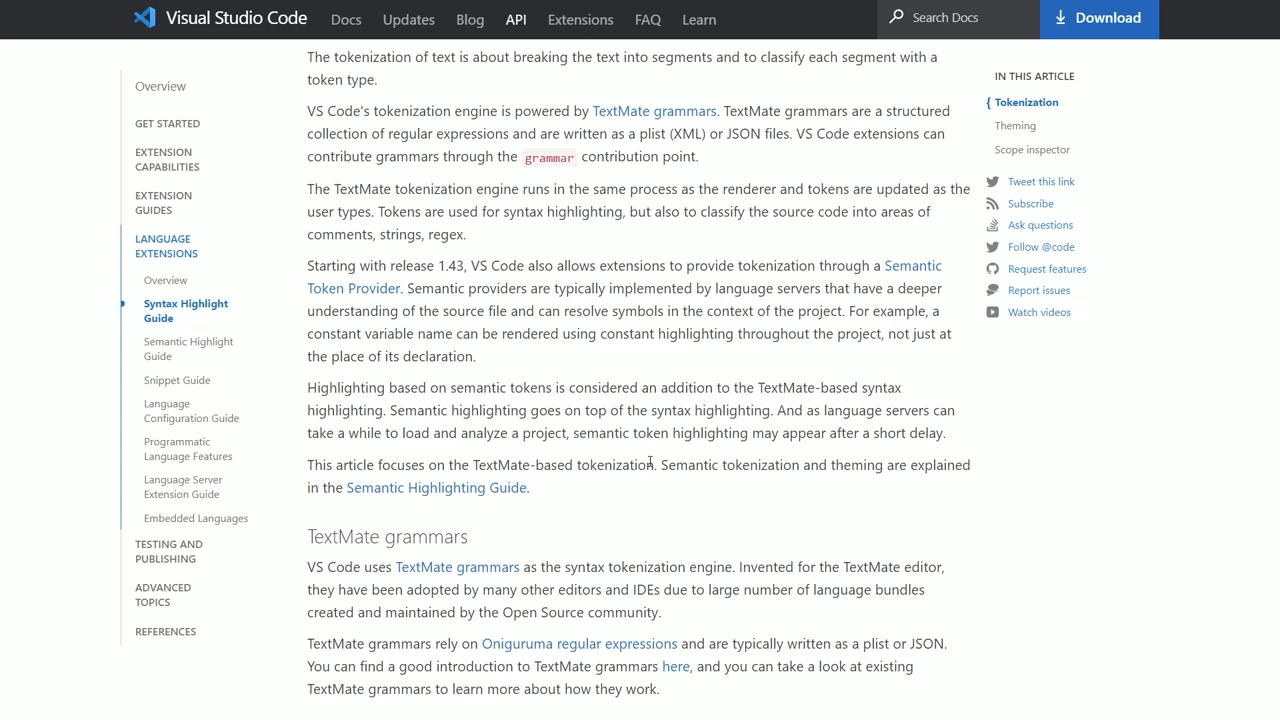 Visual Studio Code
Docs
Updates
Blog
API
Extensions
FAQ
Learn
Search Docs
Download
Overview
GET STARTED
EXTENSION
CAPABILITIES
EXTENSION
GUIDES
LANGUAGE
EXTENSIONS
Overview
Syntax Highlight
Guide
Semantic Highlight
Guide
Snippet Guide
Language
Configuration Guide
Programmatic
Language Features
Language Server
Extension Guide
Embedded Languages
TESTING AND
PUBLISHING
ADVANCED
TOPICS
REFERENCES
The tokenization of text is about breaking the text into segments and to classify each segment with a
token type.
VS Code's tokenization engine is powered by TextMate grammars. TextMate grammars are a structured
collection of regular expressions and are written as a plist (XML) or JSON files. VS Code extensions can
contribute grammars through the grammar contribution point.
The TextMate tokenization engine runs in the same process as the renderer and tokens are updated as the
user types. Tokens are used for syntax highlighting, but also to classify the source code into areas of
comments, strings, regex.
Starting with release 1.43, VS Code also allows extensions to provide tokenization through a Semantic
Token Provider. Semantic providers are typically implemented by language servers that have a deeper
understanding of the source file and can resolve symbols in the context of the project. For example, a
constant variable name can be rendered using constant highlighting throughout the project, not just at
the place of its declaration.
Highlighting based on semantic tokens is considered an addition to the TextMate-based syntax
highlighting. Semantic highlighting goes on top of the syntax highlighting. And as language servers can
take a while to load and analyze a project, semantic token highlighting may appear after a short delay.
This article focuses on the TextMate-based tokenization. Semantic tokenization and theming are explained
in the Semantic Highlighting Guide.
TextMate grammars
VS Code uses TextMate grammars as the syntax tokenization engine. Invented for the TextMate editor,
they have been adopted by many other editors and IDEs due to large number of language bundles
created and maintained by the Open Source community.
TextMate grammars rely on Oniguruma regular expressions and are typically written as a plist or JSON.
You can find a good introduction to TextMate grammars here, and you can take a look at existing
TextMate grammars to learn more about how they work.
IN THIS ARTICLE
{ Tokenization
Theming
Scope inspector
Tweet this link
Subscribe
Ask questions
Follow @code
Request features
Report issues
Watch videos